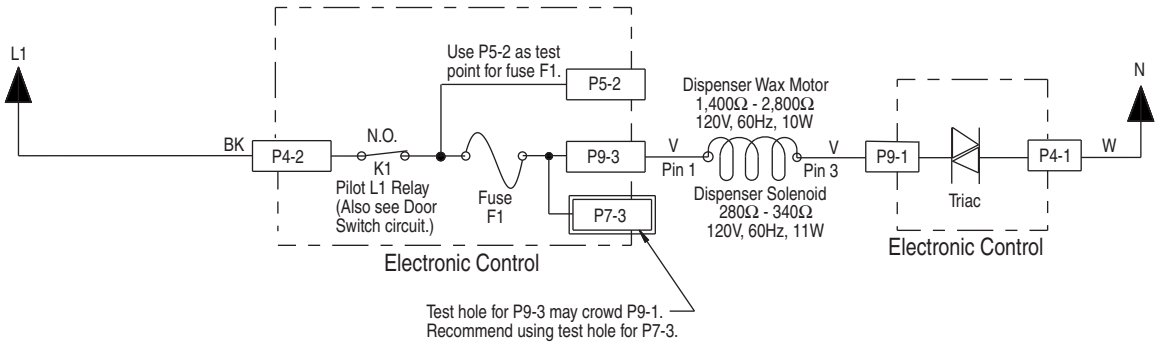 L1
BK
P4-2
N.O.
K1
Pilot L1 Relay
(Also see Door
Switch circuit.)
Use P5-2 as test
point for fuse F1.
P5-2
Fuse
F1
P9-3
P7-3
Electronic Control
Test hole for P9-3 may crowd P9-1.
Recommend using test hole for P7-3.
V
Pin 1
Dispenser Wax Motor
1,400Ω - 2,800Ω
120V, 60Hz, 10W
Dispenser Solenoid
280Ω - 340Ω
120V, 60Hz, 11W
V
Pin 3
P9-1
Triac
P4-1
Electronic Control
W
N